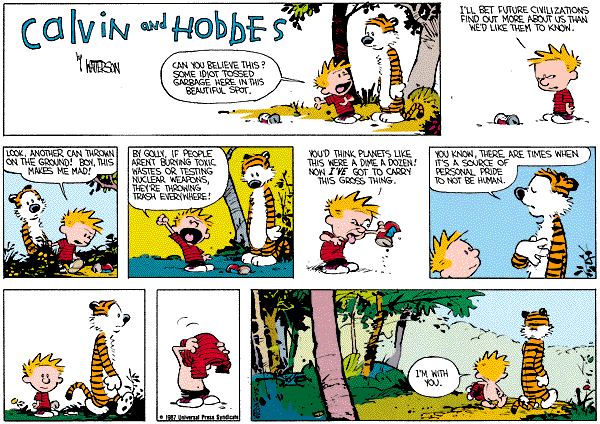 Calvin and Hobbes
by WATTERSON
CAN YOU BELIEVE THIS?
SOME IDIOT TOSSED
GARBAGE HERE IN THIS
BEAUTIFUL SPOT.
I'LL BET FUTURE CIVILIZATIONS
FIND OUT MORE ABOUT US THAN
WE'D LIKE THEM TO KNOW.
LOOK, ANOTHER CAN THROWN
ON THE GROUND! BOY, THIS
MAKES ME MAD!
BY GOLLY, IF PEOPLE
AREN'T BURYING TOXIC
WASTES OR TESTING
NUCLEAR WEAPONS,
THEY'RE THROWING
TRASH EVERYWHERE!
YOU'D THINK PLANETS LIKE
THIS WERE A DIME A DOZEN!
NOW I'VE GOT TO CARRY
THIS GROSS THING.
YOU KNOW, THERE ARE TIMES WHEN
IT'S A SOURCE OF
PERSONAL PRIDE
TO NOT BE HUMAN.
© 1987 Universal Press Syndicate
I'M WITH
YOU.